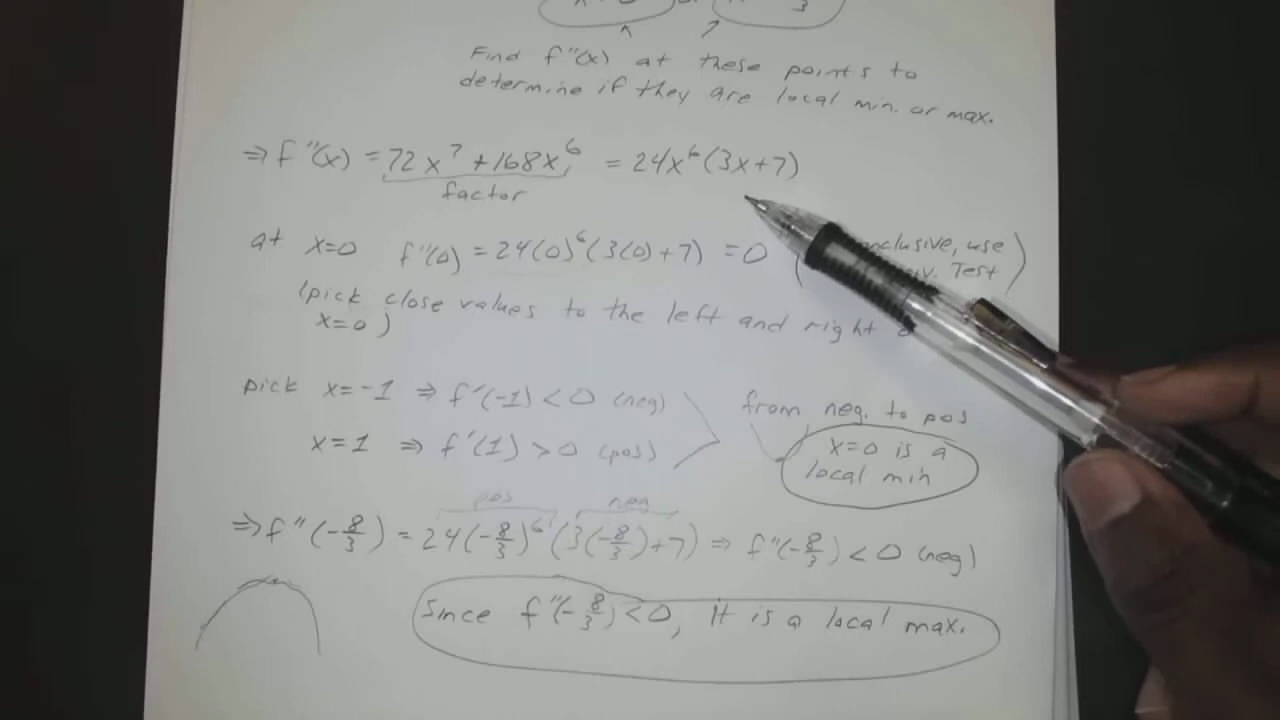 Find f"(x) at these points to
determine if they are local min. or max.
⇒ f"(x) = 72x⁷ + 168x⁶ = 24x⁶(3x+7)
factor
at x=0 f"(0) = 24(0)⁶(3(0)+7) = 0
use
Test
(pick close values to the left and right
x=0)
pick x=-1 ⇒ f'(-1) < 0 (neg)
x=1 ⇒ f'(1) > 0 (pos)
from neg. to pos
x=0 is a
local min
pos neg
⇒ f"(-8/3) = 24(-8/3)⁶(3(-8/3)+7) ⇒ f"(-8/3) < 0 (neg)
Since f"(-8/3) < 0, it is a local max.